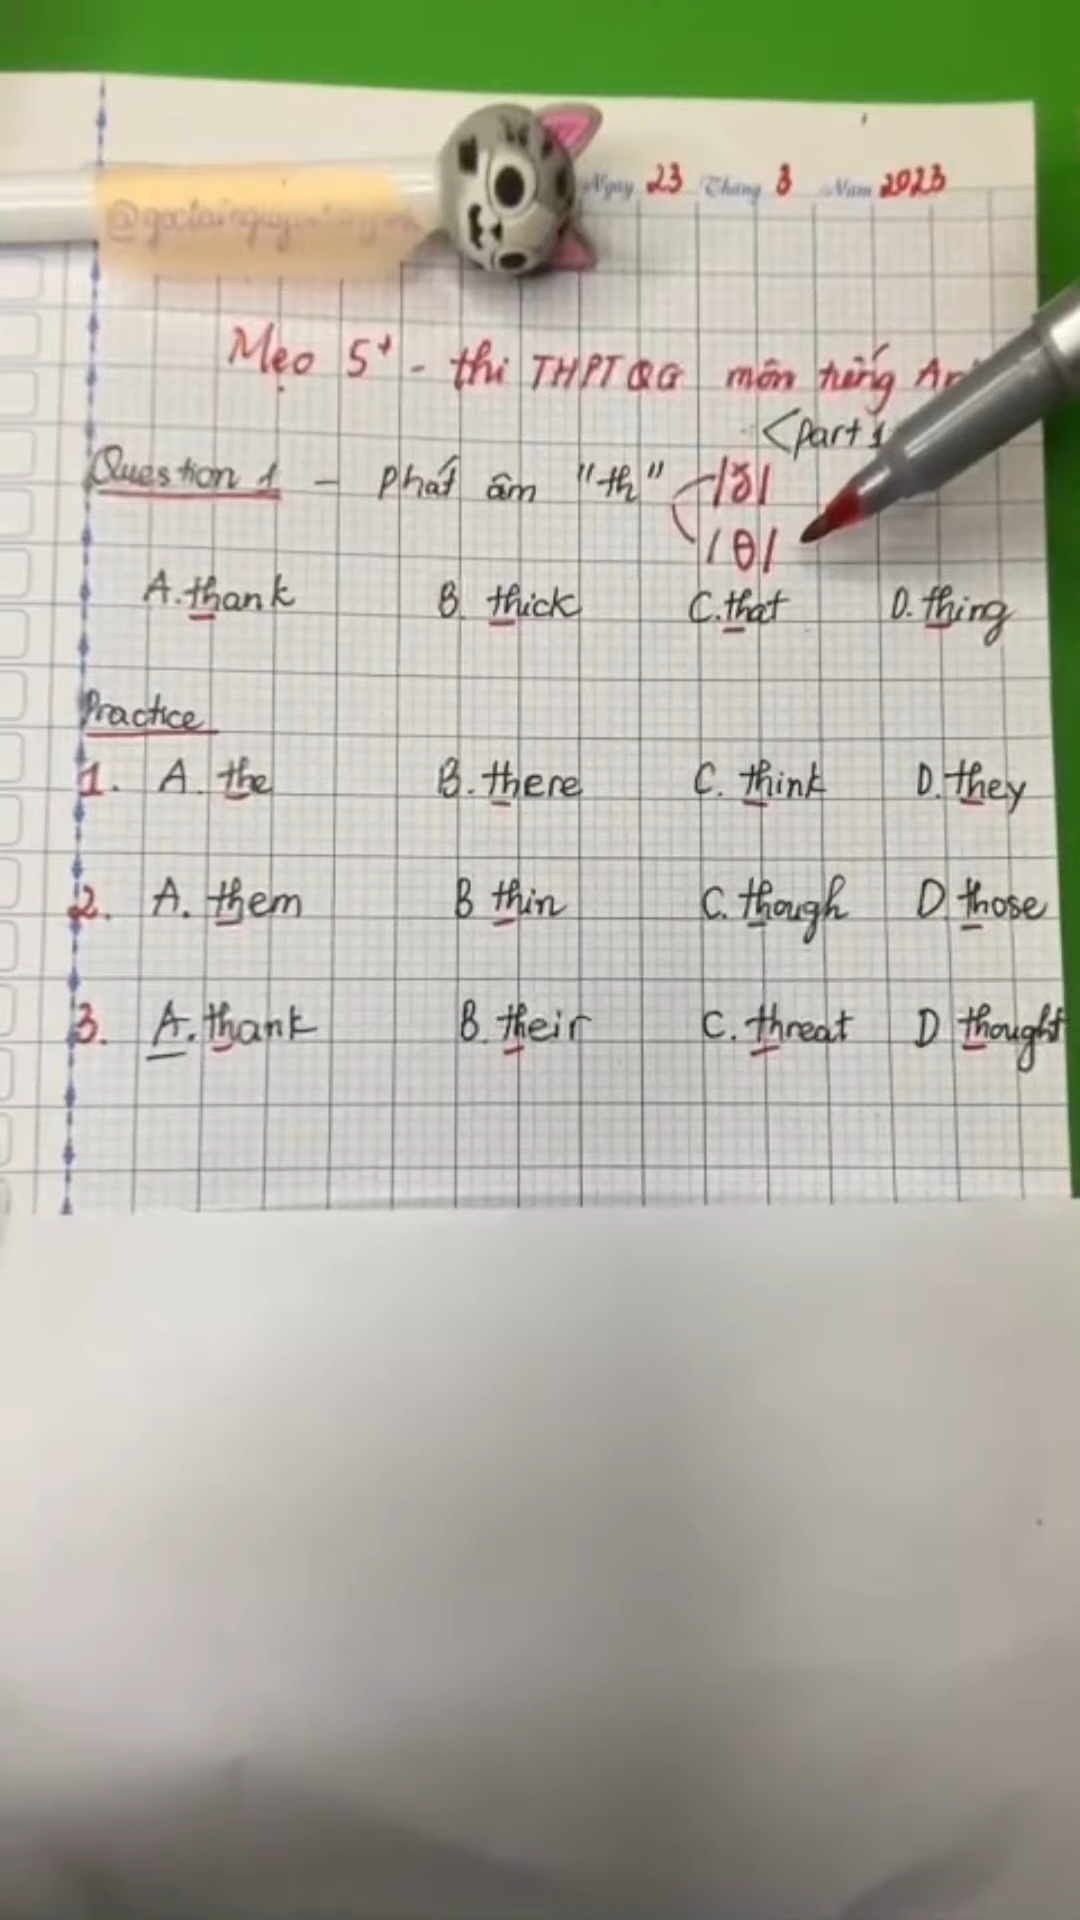 Ngày 23 Tháng 3 Năm 2023
Mẹo 5+ - thi THPTQG môn tiếng
<part 1
Question 1 - Phát âm "th" /ð/
/θ/
A. thank B. thick C. that D. thing
Practice
1. A. the B. there C. think D. they
2. A. them B thin C. though D those
3. A. thank B. their C. threat D thought